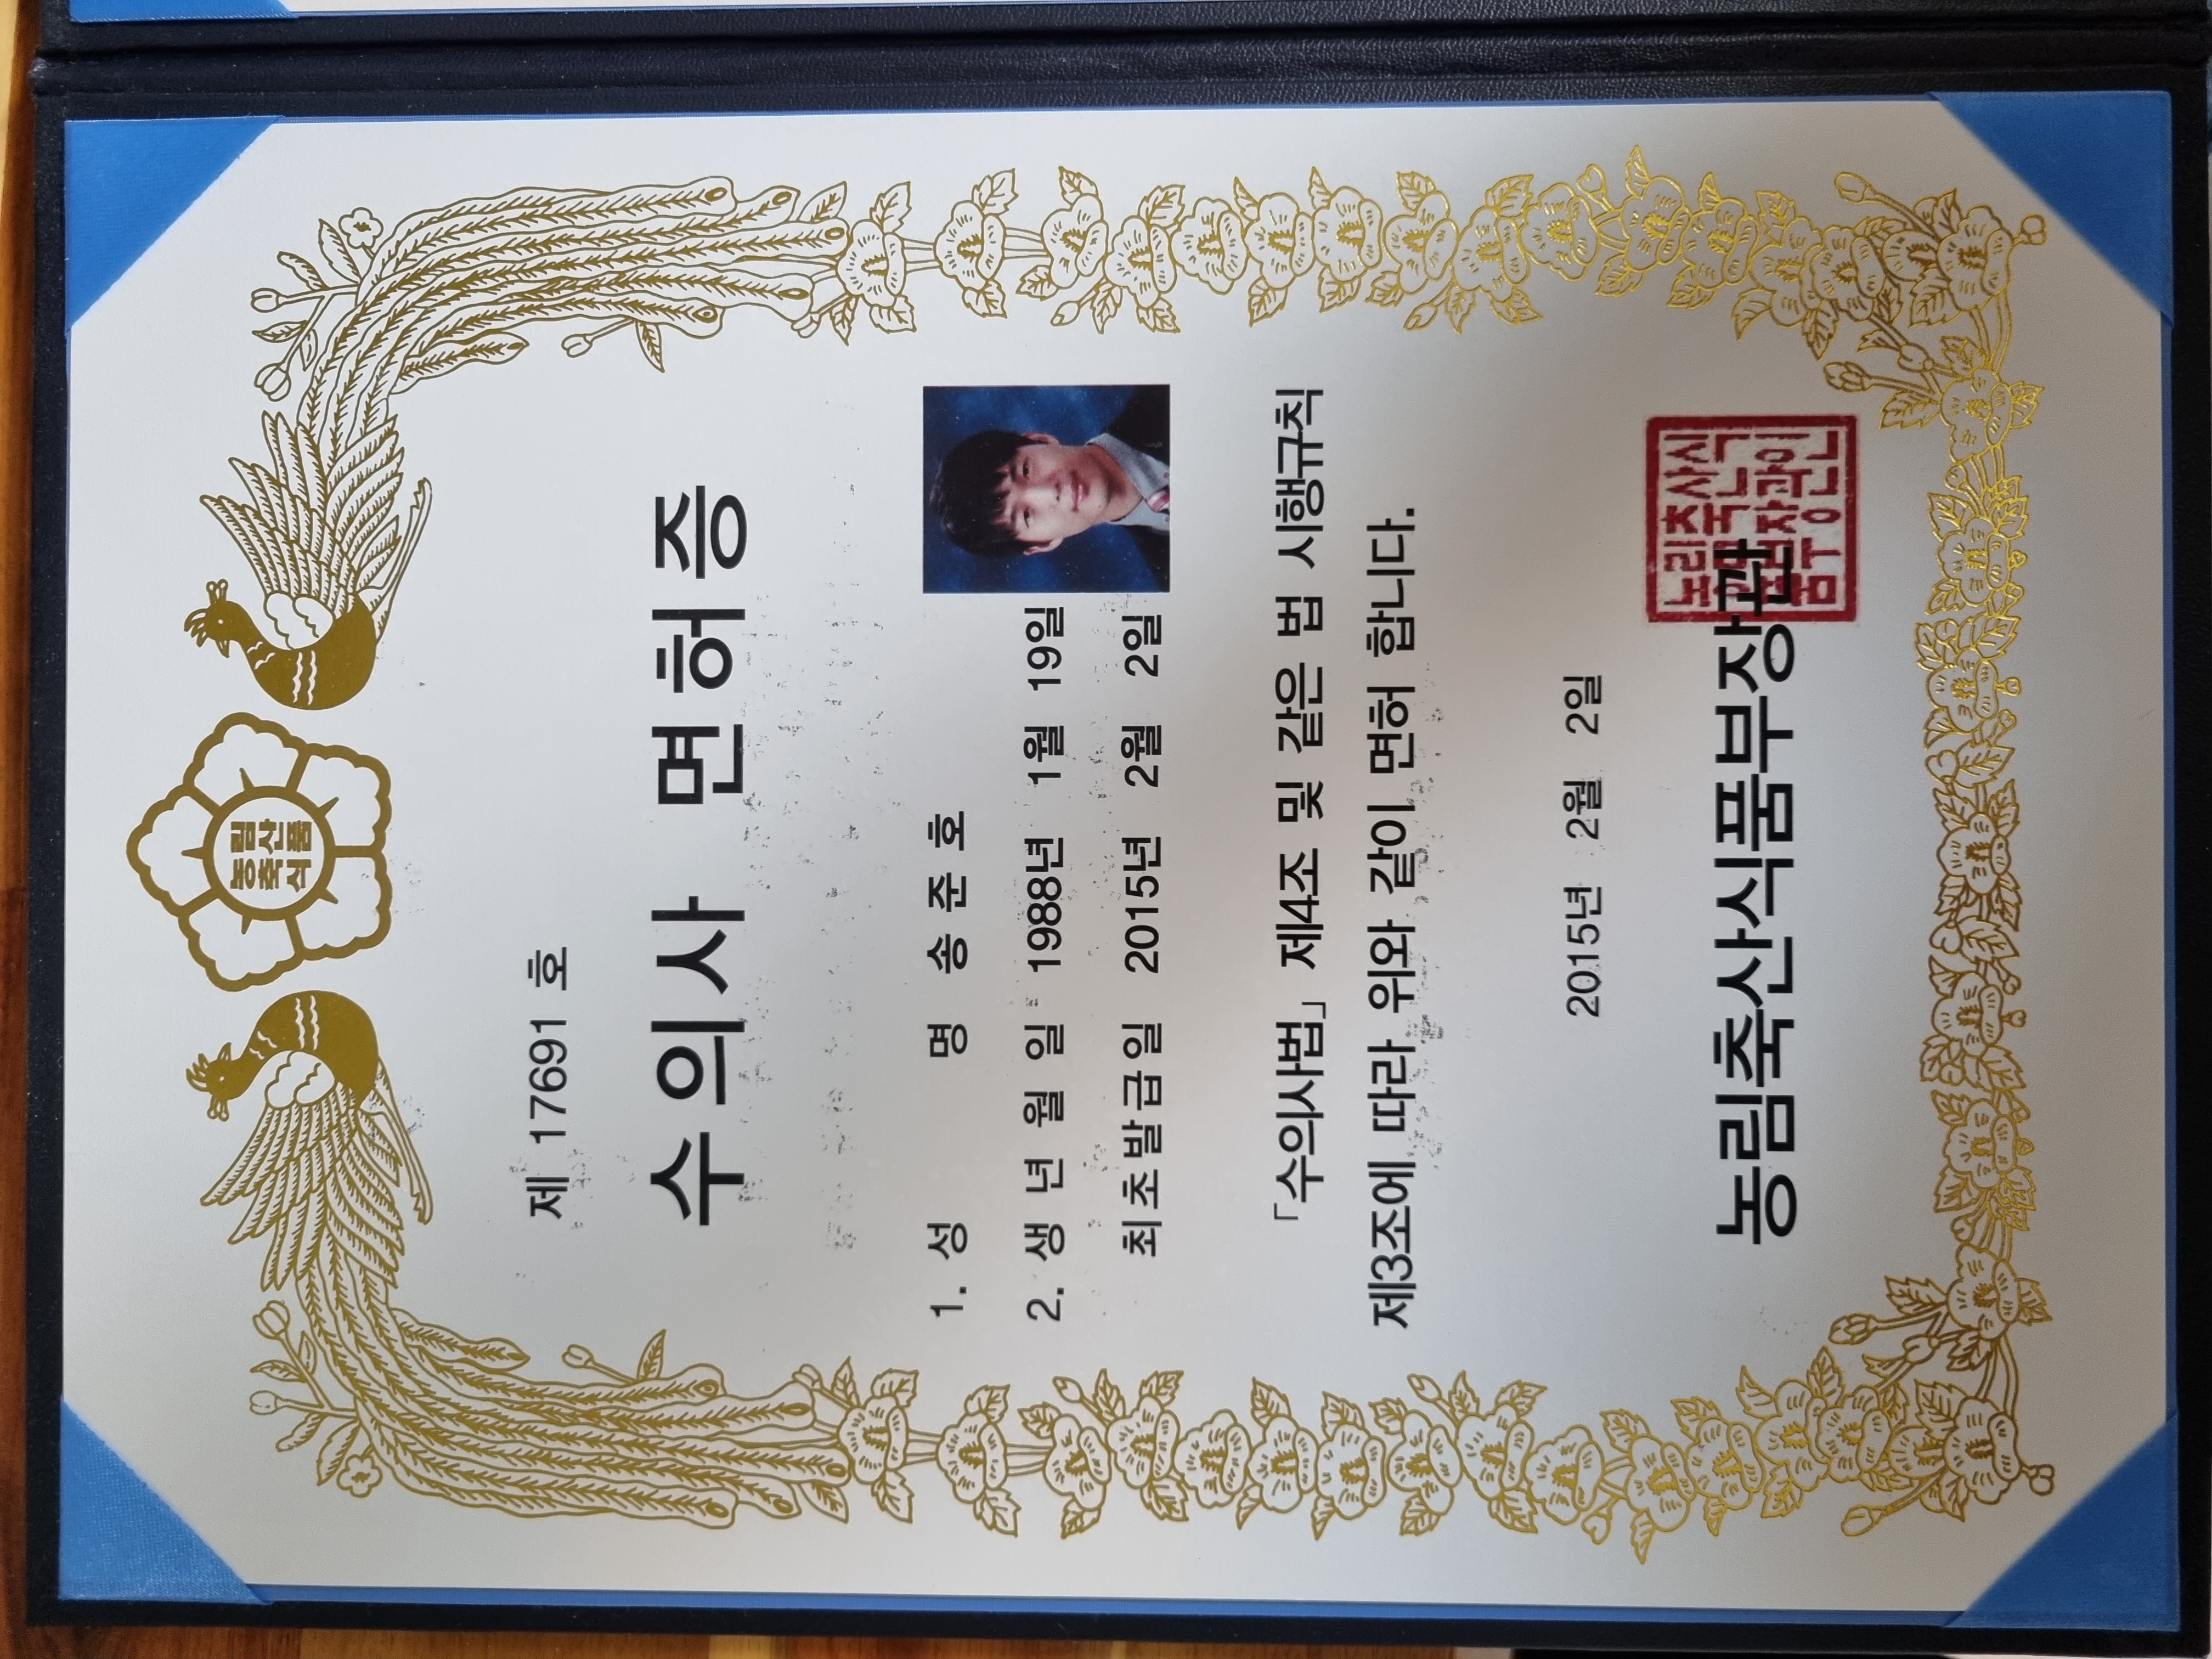 농림
축산
식품
제 17691 호
수의사 면허증
1. 성 명 송 준 호
2. 생 년 월 일 1988년 1월 19일
최초발급일 2015년 2월 2일
「수의사법」 제4조 및 같은 법 시행규칙
제3조에 따라 위와 같이 면허 합니다.
2015년 2월 2일
농림축산식품부장관
농림축산식
품부장관인